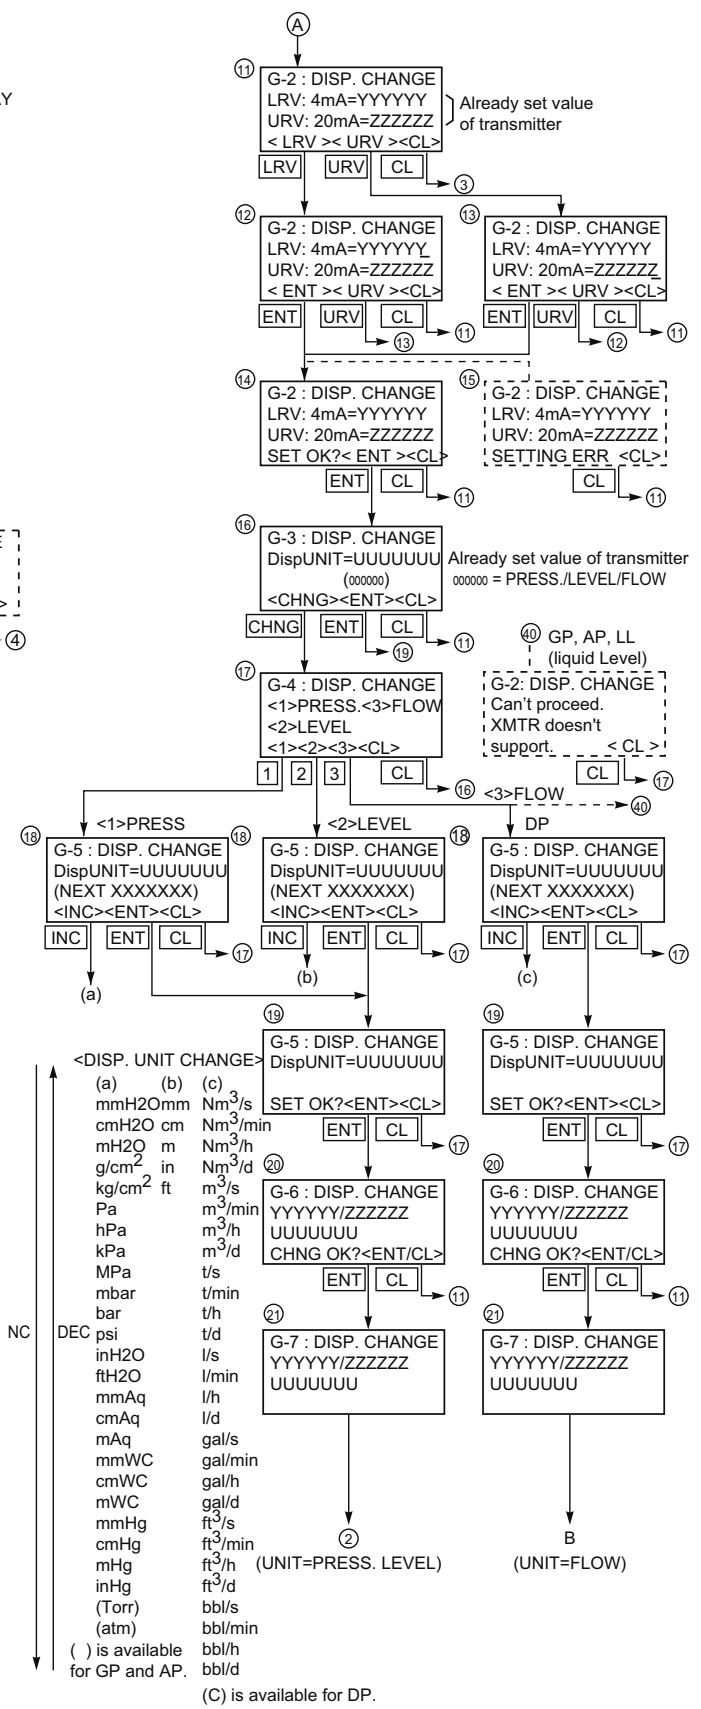 A
11
G-2 : DISP. CHANGE
LRV: 4mA=YYYYYY
URV: 20mA=ZZZZZZ
< LRV >< URV ><CL>
Already set value
of transmitter
LRV URV CL
3
12
G-2 : DISP. CHANGE
LRV: 4mA=YYYYYY
URV: 20mA=ZZZZZZ
< ENT >< URV ><CL>
ENT URV CL
11
13
13
G-2 : DISP. CHANGE
LRV: 4mA=YYYYYY
URV: 20mA=ZZZZZZ
< ENT >< URV ><CL>
ENT URV CL
11
12
14
G-2 : DISP. CHANGE
LRV: 4mA=YYYYYY
URV: 20mA=ZZZZZZ
SET OK?< ENT ><CL>
ENT CL
11
15
G-2 : DISP. CHANGE
LRV: 4mA=YYYYYY
URV: 20mA=ZZZZZZ
SETTING ERR <CL>
CL
11
16
G-3 : DISP. CHANGE
DispUNIT=UUUUUUU
(000000)
<CHNG><ENT><CL>
Already set value of transmitter
000000 = PRESS./LEVEL/FLOW
CHNG ENT CL
11
19
4
17
G-4 : DISP. CHANGE
<1>PRESS.<3>FLOW
<2>LEVEL
<1><2><3><CL>
1 2 3 CL
16
40 GP, AP, LL
(liquid Level)
G-2: DISP. CHANGE
Can't proceed.
XMTR doesn't
support. < CL >
CL
17
<3>FLOW
40
<1>PRESS
18
G-5 : DISP. CHANGE
DispUNIT=UUUUUUU
(NEXT XXXXXXX)
<INC><ENT><CL>
INC ENT CL
17
(a)
<2>LEVEL
18
G-5 : DISP. CHANGE
DispUNIT=UUUUUUU
(NEXT XXXXXXX)
<INC><ENT><CL>
INC ENT CL
17
(b)
DP
18
G-5 : DISP. CHANGE
DispUNIT=UUUUUUU
(NEXT XXXXXXX)
<INC><ENT><CL>
INC ENT CL
17
(c)
19
G-5 : DISP. CHANGE
DispUNIT=UUUUUUU
SET OK?<ENT><CL>
ENT CL
17
19
G-5 : DISP. CHANGE
DispUNIT=UUUUUUU
SET OK?<ENT><CL>
ENT CL
17
20
G-6 : DISP. CHANGE
YYYYYY/ZZZZZZ
UUUUUUU
CHNG OK?<ENT/CL>
ENT CL
11
20
G-6 : DISP. CHANGE
YYYYYY/ZZZZZZ
UUUUUUU
CHNG OK?<ENT/CL>
ENT CL
11
21
G-7 : DISP. CHANGE
YYYYYY/ZZZZZZ
UUUUUUU
2
(UNIT=PRESS. LEVEL)
21
G-7 : DISP. CHANGE
YYYYYY/ZZZZZZ
UUUUUUU
B
(UNIT=FLOW)
<DISP. UNIT CHANGE>
(a) (b) (c)
mmH2O mm Nm3/s
cmH2O cm Nm3/min
mH2O m Nm3/h
g/cm2 in Nm3/d
kg/cm2 ft m3/s
Pa m3/min
hPa m3/h
kPa m3/d
MPa t/s
mbar t/min
bar t/h
NC DEC psi t/d
inH2O l/s
ftH2O l/min
mmAq l/h
cmAq l/d
mAq gal/s
mmWC gal/min
cmWC gal/h
mWC gal/d
mmHg ft3/s
cmHg ft3/min
mHg ft3/h
inHg ft3/d
(Torr) bbl/s
(atm) bbl/min
( ) is available bbl/h
for GP and AP. bbl/d
(C) is available for DP.